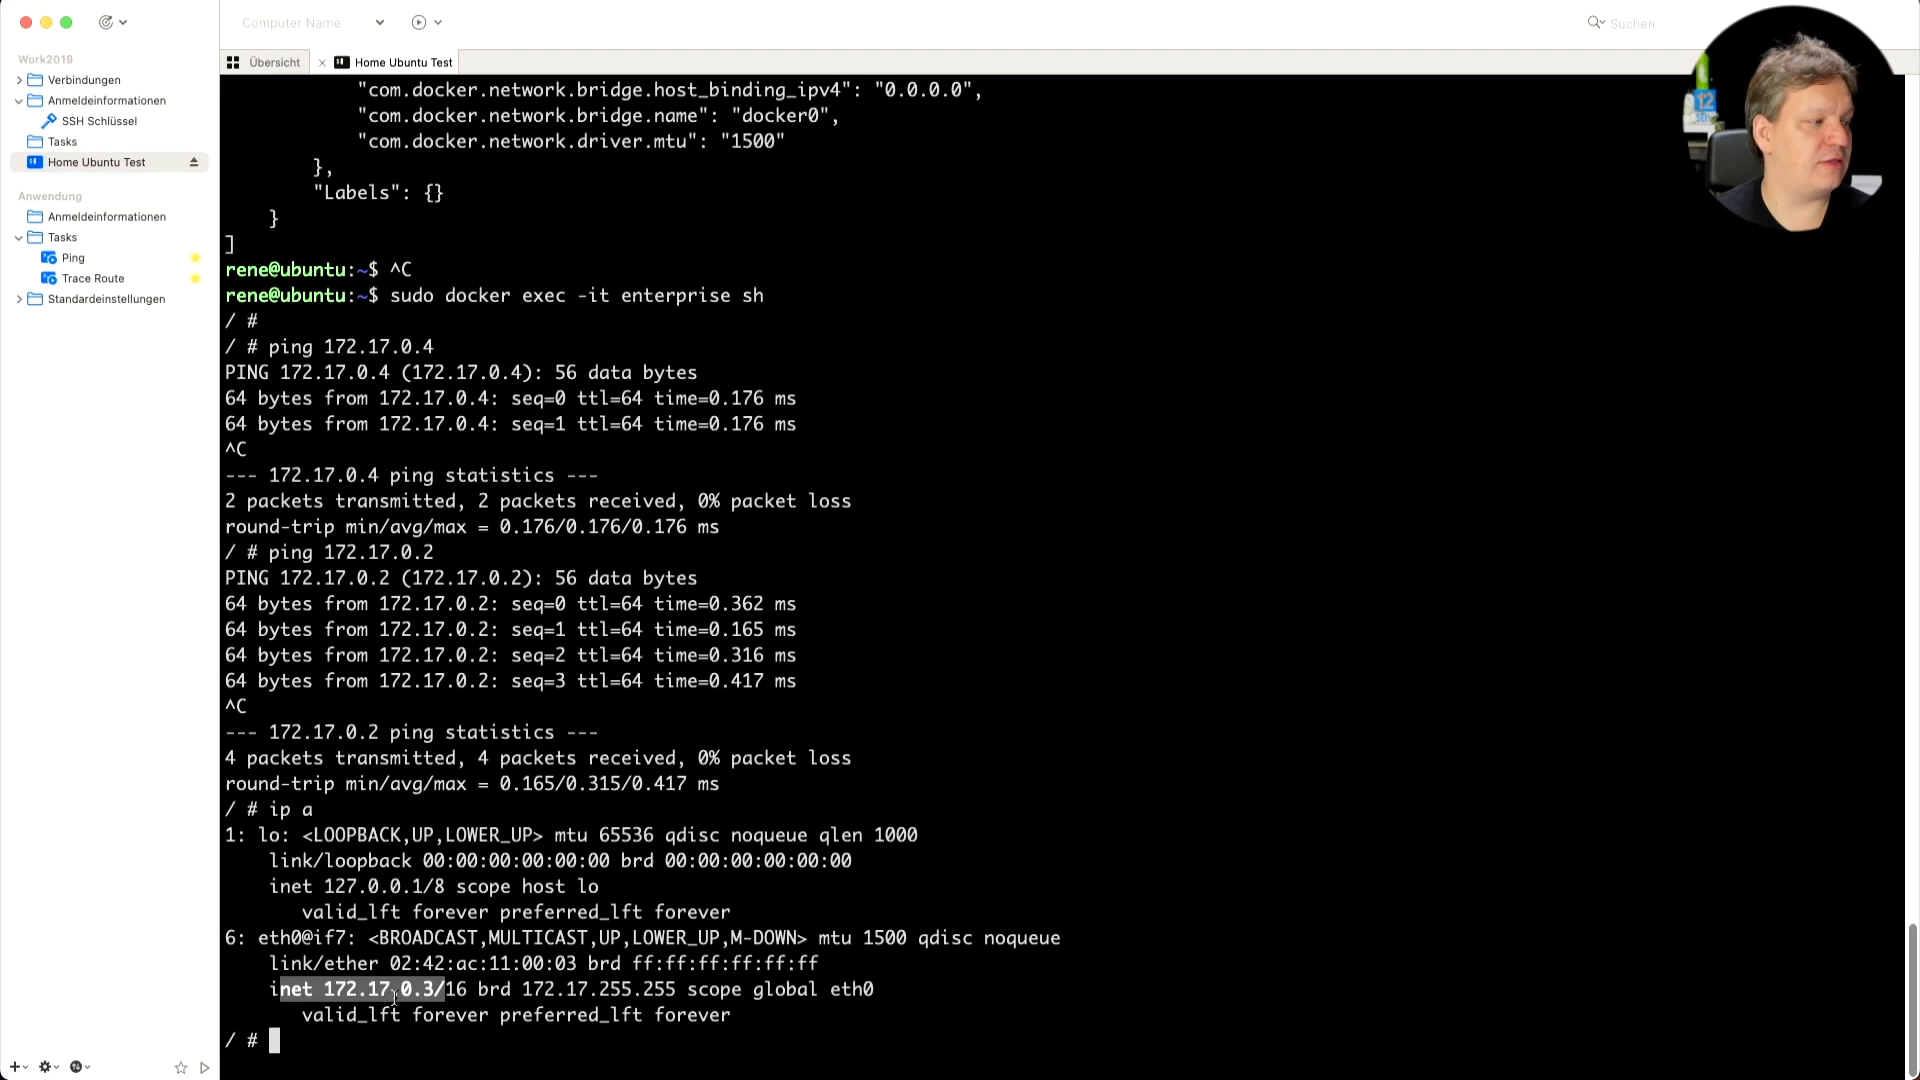 Computer Name
Suchen
Work2019
Verbindungen
Anmeldeinformationen
SSH Schlüssel
Tasks
Home Ubuntu Test
Anwendung
Anmeldeinformationen
Tasks
Ping
Trace Route
Standardeinstellungen
Übersicht
Home Ubuntu Test
"com.docker.network.bridge.host_binding_ipv4": "0.0.0.0",
"com.docker.network.bridge.name": "docker0",
"com.docker.network.driver.mtu": "1500"
},
"Labels": {}
}
]
rene@ubuntu:~$ ^C
rene@ubuntu:~$ sudo docker exec -it enterprise sh
/ #
/ # ping 172.17.0.4
PING 172.17.0.4 (172.17.0.4): 56 data bytes
64 bytes from 172.17.0.4: seq=0 ttl=64 time=0.176 ms
64 bytes from 172.17.0.4: seq=1 ttl=64 time=0.176 ms
^C
--- 172.17.0.4 ping statistics ---
2 packets transmitted, 2 packets received, 0% packet loss
round-trip min/avg/max = 0.176/0.176/0.176 ms
/ # ping 172.17.0.2
PING 172.17.0.2 (172.17.0.2): 56 data bytes
64 bytes from 172.17.0.2: seq=0 ttl=64 time=0.362 ms
64 bytes from 172.17.0.2: seq=1 ttl=64 time=0.165 ms
64 bytes from 172.17.0.2: seq=2 ttl=64 time=0.316 ms
64 bytes from 172.17.0.2: seq=3 ttl=64 time=0.417 ms
^C
--- 172.17.0.2 ping statistics ---
4 packets transmitted, 4 packets received, 0% packet loss
round-trip min/avg/max = 0.165/0.315/0.417 ms
/ # ip a
1: lo: <LOOPBACK,UP,LOWER_UP> mtu 65536 qdisc noqueue qlen 1000
link/loopback 00:00:00:00:00:00 brd 00:00:00:00:00:00
inet 127.0.0.1/8 scope host lo
valid_lft forever preferred_lft forever
6: eth0@if7: <BROADCAST,MULTICAST,UP,LOWER_UP,M-DOWN> mtu 1500 qdisc noqueue
link/ether 02:42:ac:11:00:03 brd ff:ff:ff:ff:ff:ff
inet 172.17.0.3/16 brd 172.17.255.255 scope global eth0
valid_lft forever preferred_lft forever
/ #
12